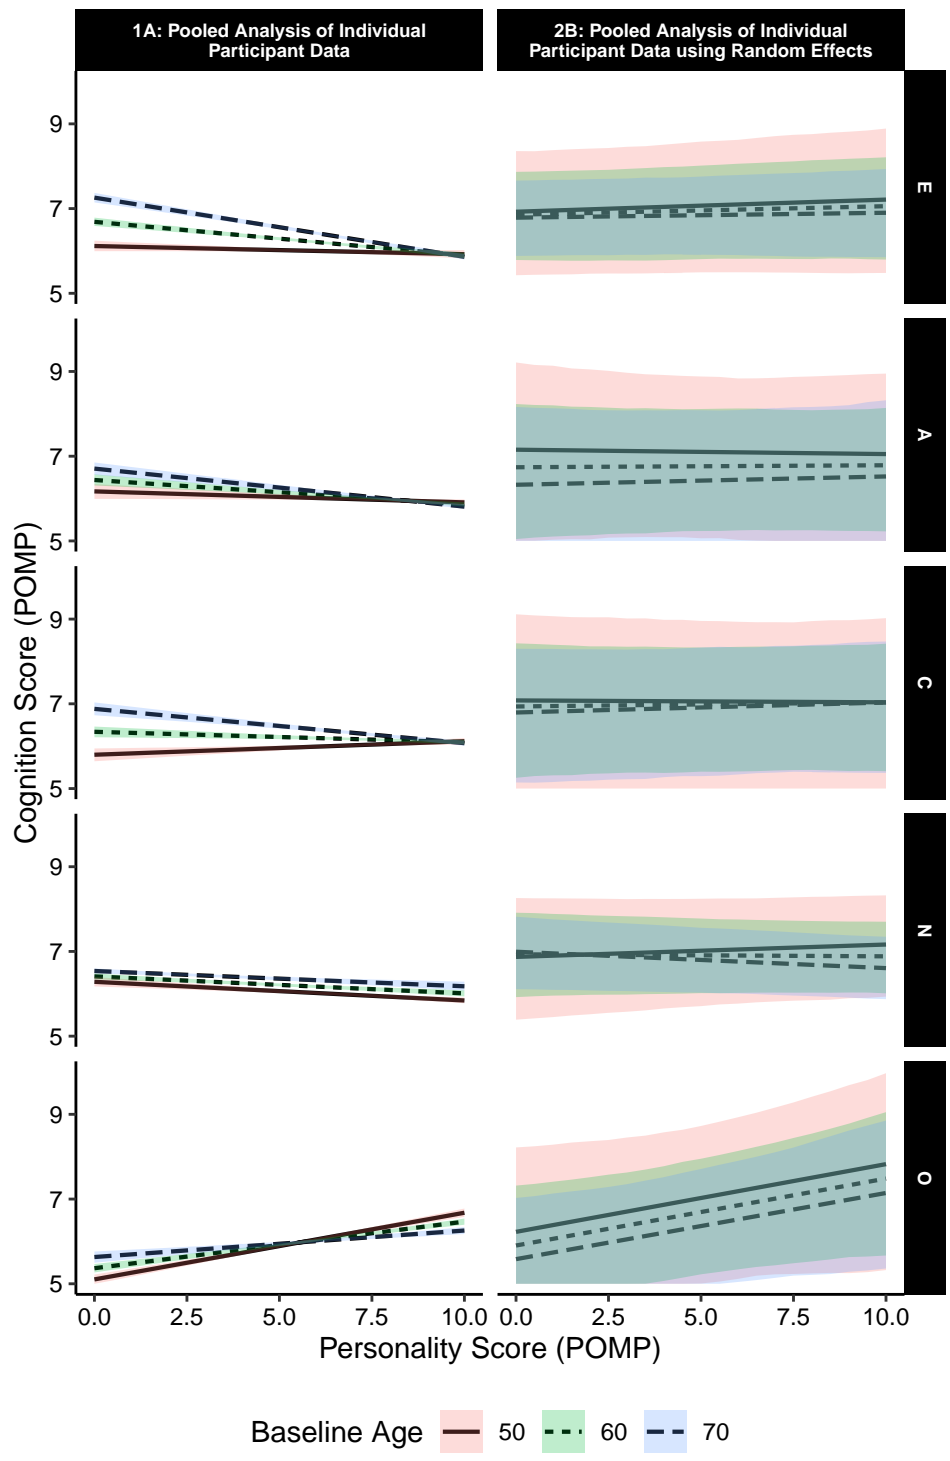 1A: Pooled Analysis of Individual
Participant Data
2B: Pooled Analysis of Individual
Participant Data using Random Effects
9
7
5
E
9
7
5
A
9
7
5
C
9
7
5
N
9
7
5
O
Cognition Score (POMP)
0.0 2.5 5.0 7.5 10.0 0.0 2.5 5.0 7.5 10.0
Personality Score (POMP)
Baseline Age 50 60 70